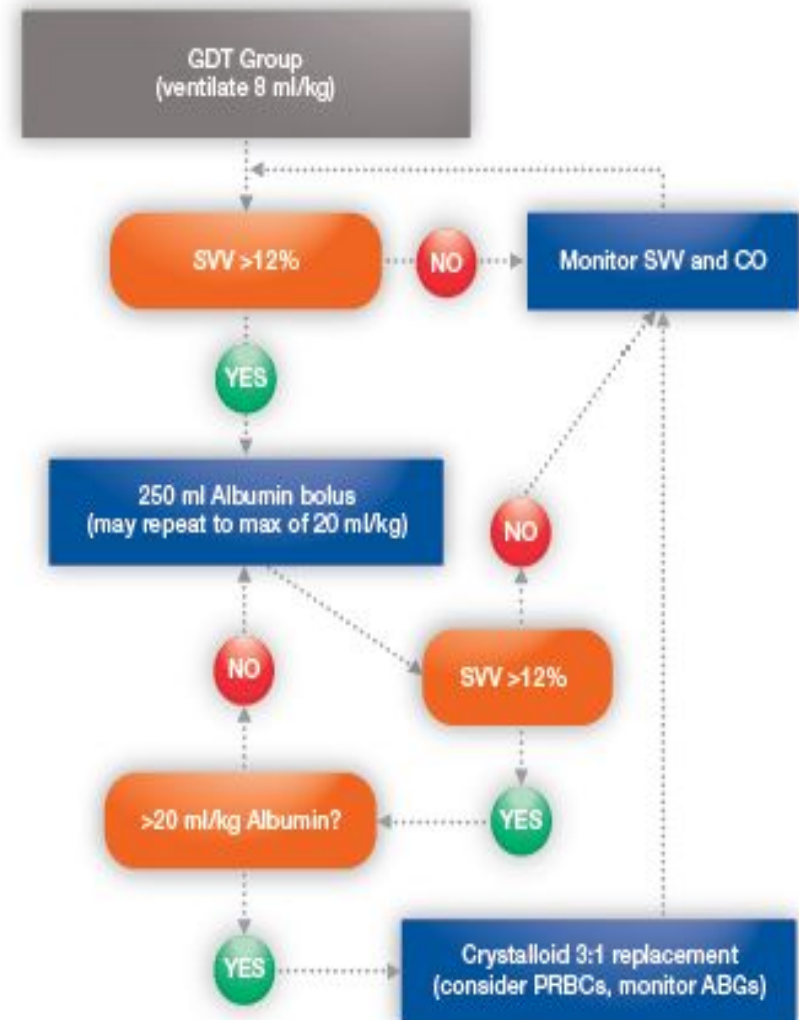 GDT Group
(ventilate 8 ml/kg)
SVV >12%
NO
Monitor SVV and CO
YES
250 ml Albumin bolus
(may repeat to max of 20 ml/kg)
NO
NO
SVV >12%
>20 ml/kg Albumin?
YES
YES
Crystalloid 3:1 replacement
(consider PRBCs, monitor ABGs)